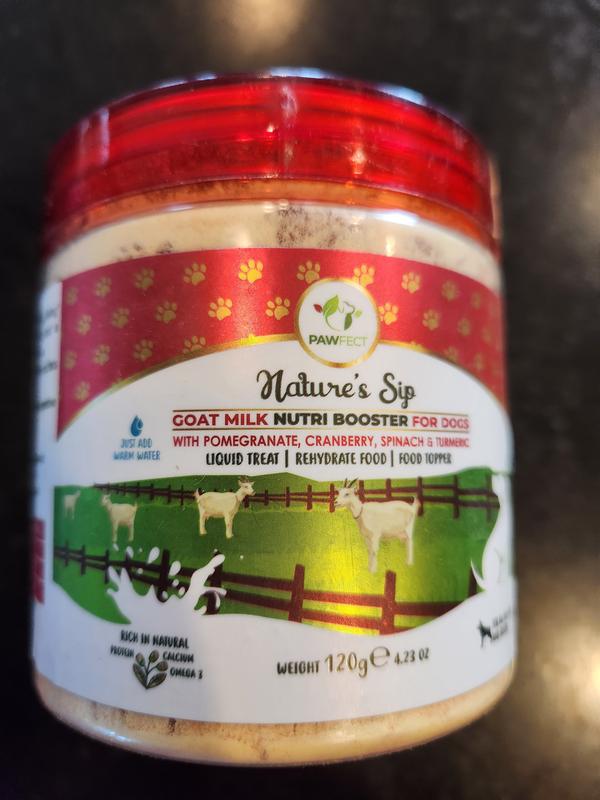 PAWFECT
Nature's Sip
GOAT MILK NUTRI BOOSTER FOR DOGS
WITH POMEGRANATE, CRANBERRY, SPINACH & TURMERIC
LIQUID TREAT | REHYDRATE FOOD | FOOD TOPPER
JUST ADD
WARM WATER
RICH IN NATURAL
PROTEIN
CALCIUM
OMEGA 3
WEIGHT 120g ℮ 4.23 OZ